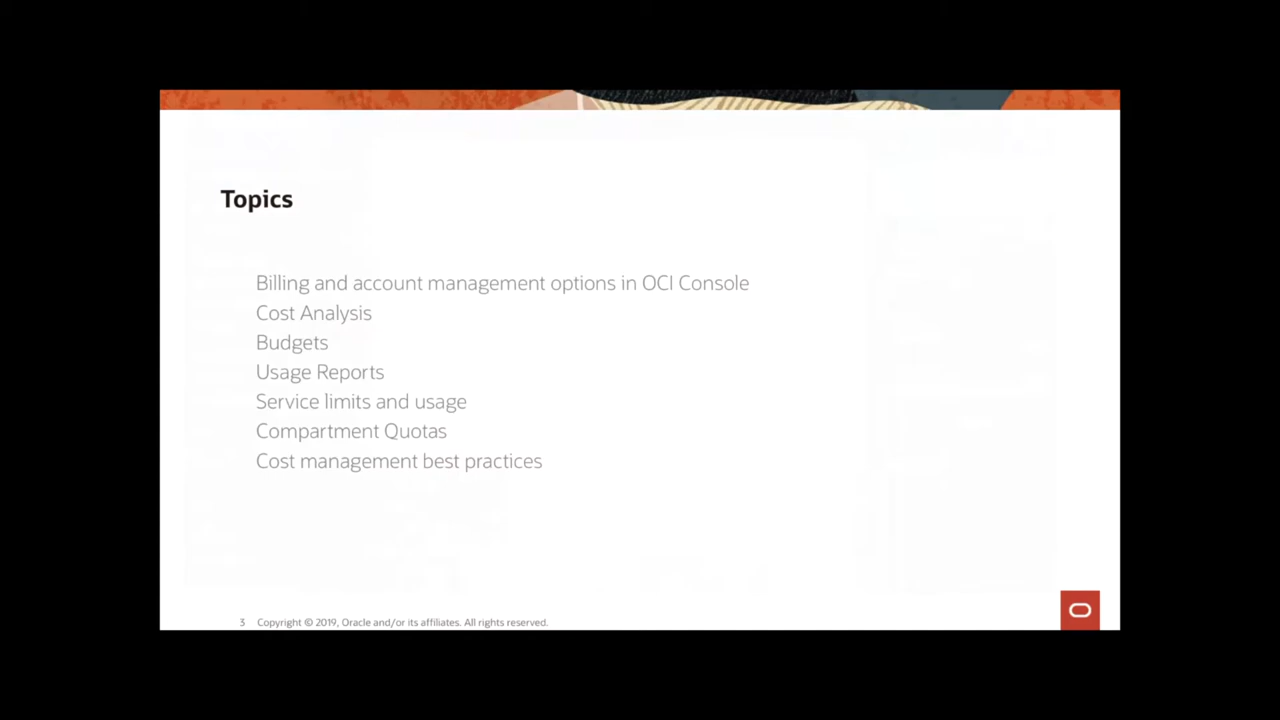 Topics
Billing and account management options in OCI Console
Cost Analysis
Budgets
Usage Reports
Service limits and usage
Compartment Quotas
Cost management best practices
3 Copyright © 2019, Oracle and/or its affiliates. All rights reserved.